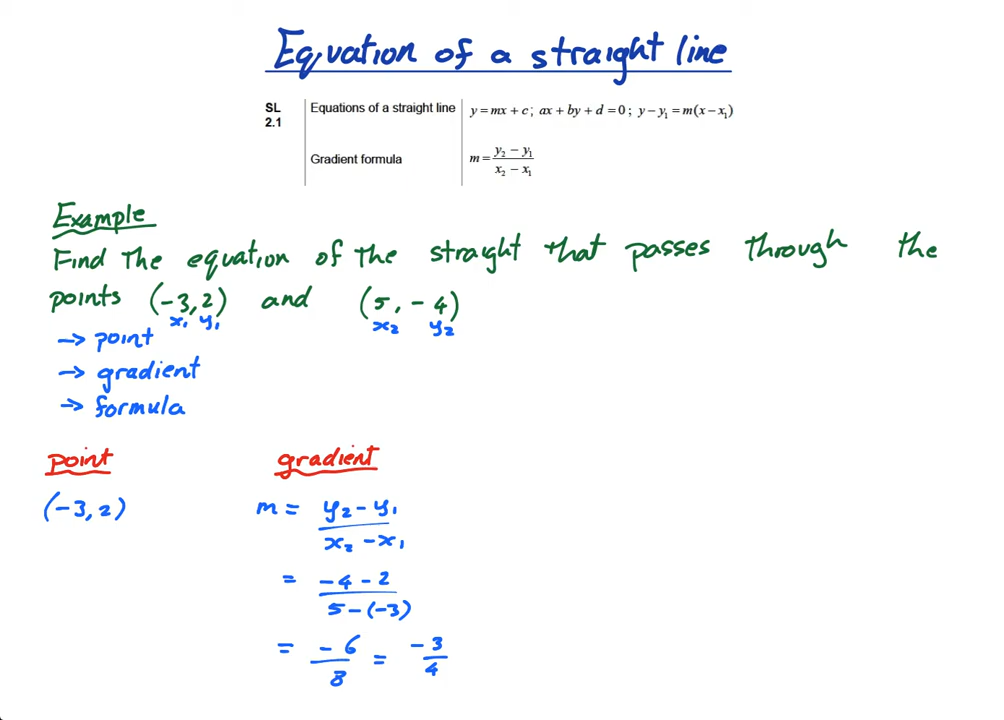 Equation of a straight line
SL 2.1 Equations of a straight line y = mx + c; ax + by + d = 0; y − y₁ = m(x − x₁)
Gradient formula m = (y₂ − y₁)/(x₂ − x₁)
Example
Find the equation of the straight that passes through the
points (-3, 2) and (5, -4)
x₁ y₁ x₂ y₂
→ point
→ gradient
→ formula
point gradient
(-3, 2) m = (y₂ - y₁)/(x₂ - x₁)
= (-4 - 2)/(5 - (-3))
= -6/8 = -3/4